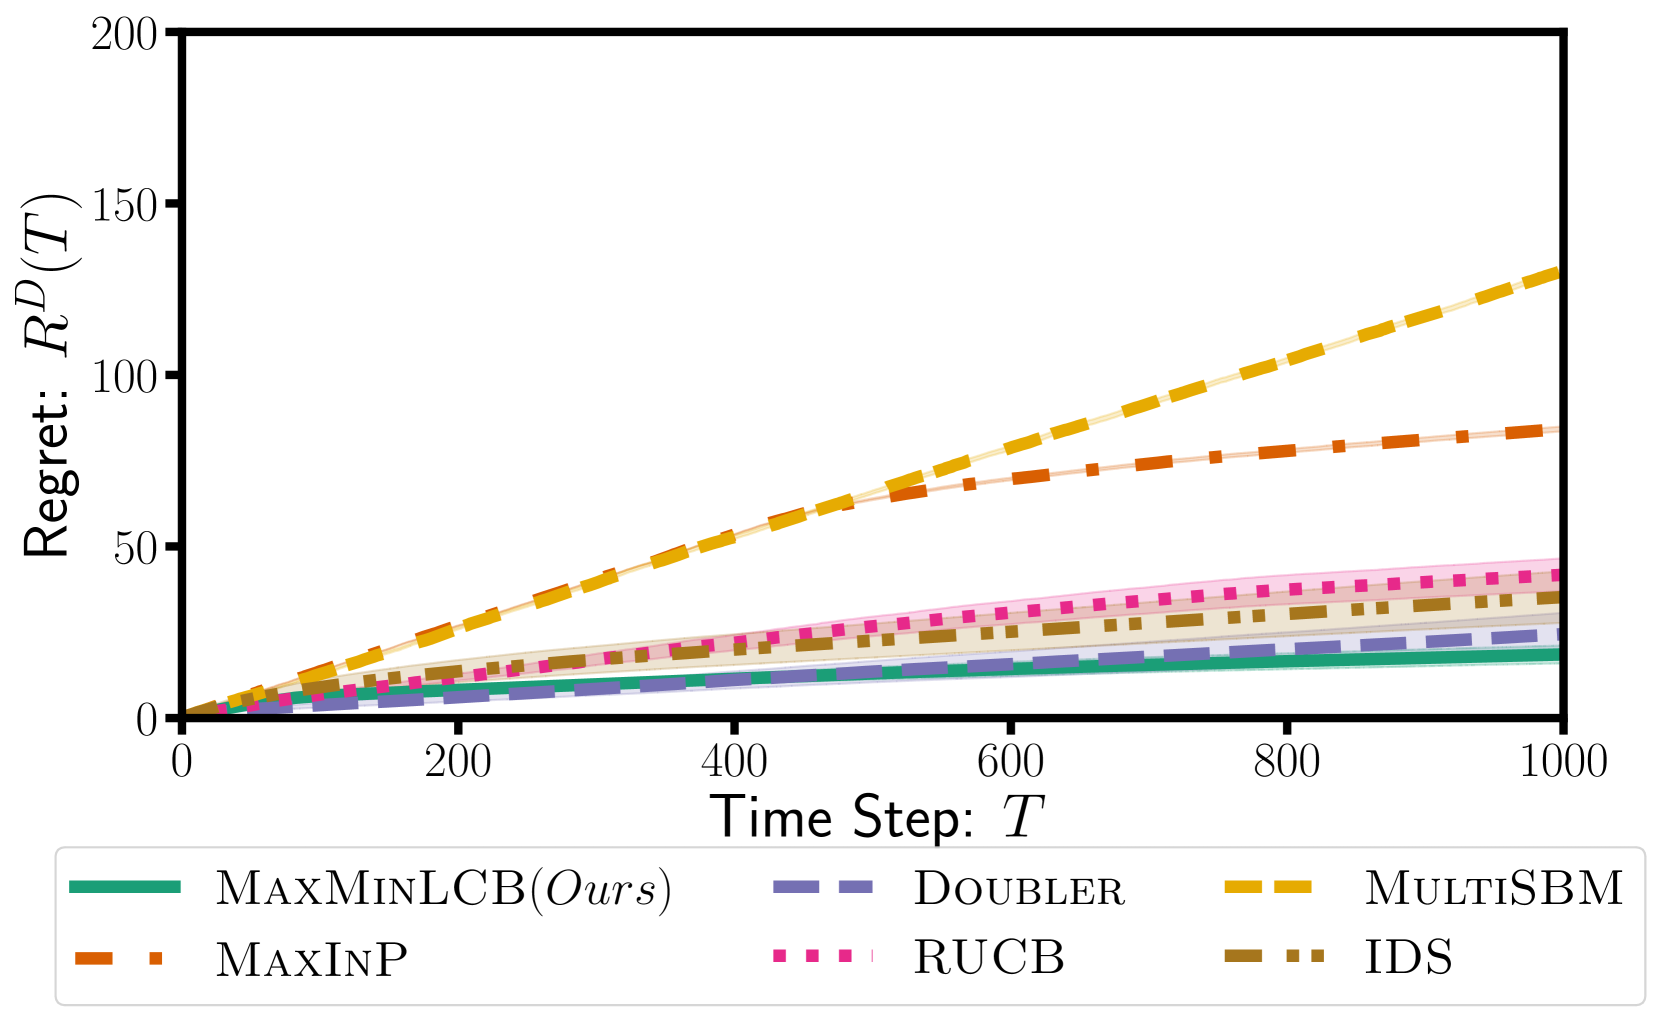 200
150
100
50
0
Regret: R^D(T)
0 200 400 600 800 1000
Time Step: T
MAXMINLCB(Ours) DOUBLER MULTISBM
MAXINP RUCB IDS